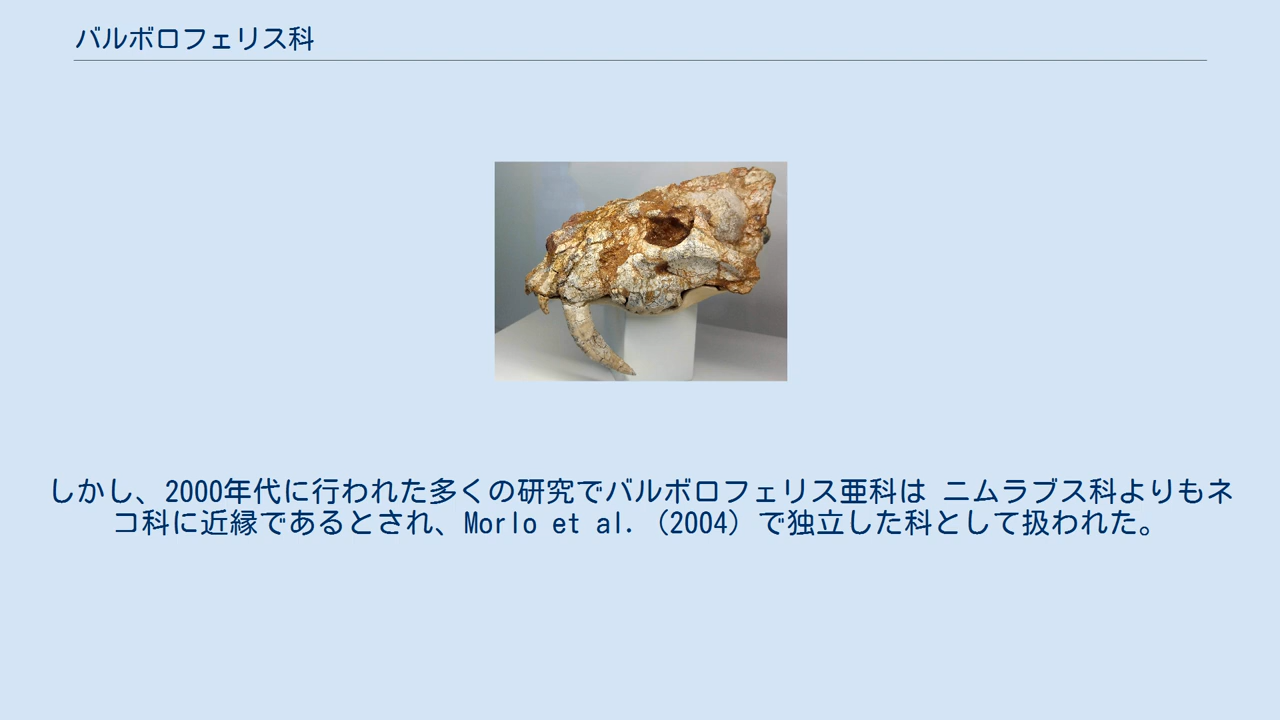 バルボロフェリス科
しかし、2000年代に行われた多くの研究でバルボロフェリス亜科は ニムラブス科よりもネ
コ科に近縁であるとされ、Morlo et al.（2004）で独立した科として扱われた。